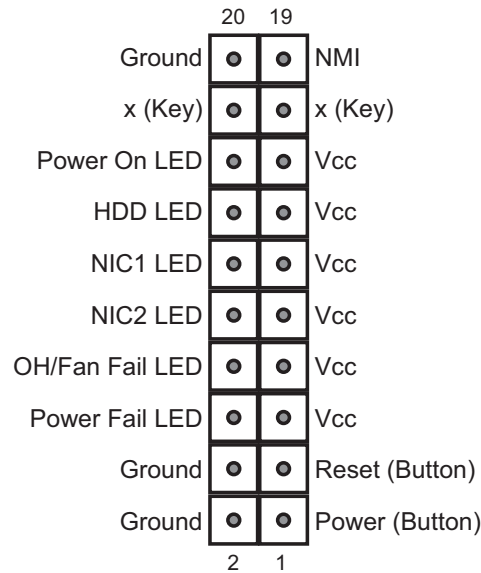 20 19
Ground NMI
x (Key) x (Key)
Power On LED Vcc
HDD LED Vcc
NIC1 LED Vcc
NIC2 LED Vcc
OH/Fan Fail LED Vcc
Power Fail LED Vcc
Ground Reset (Button)
Ground Power (Button)
2 1